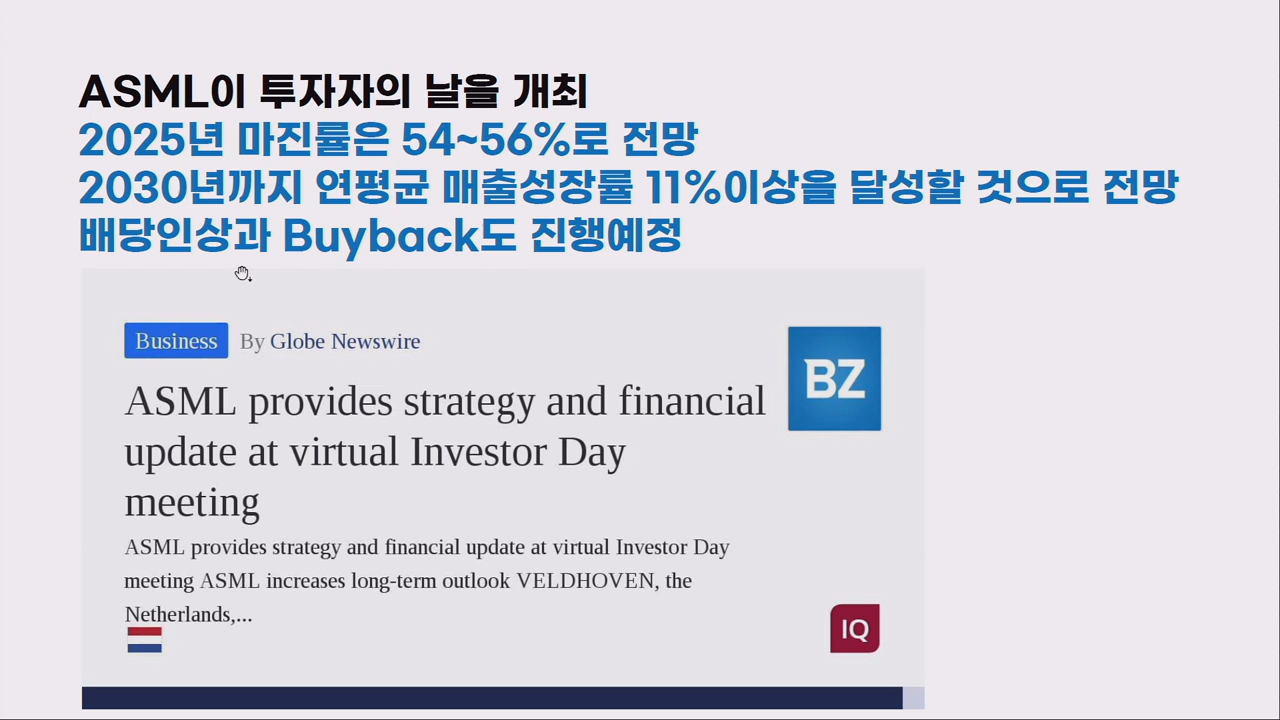 ASML이 투자자의 날을 개최
2025년 마진률은 54~56%로 전망
2030년까지 연평균 매출성장률 11%이상을 달성할 것으로 전망
배당인상과 Buyback도 진행예정
Business By Globe Newswire
BZ
ASML provides strategy and financial
update at virtual Investor Day
meeting
ASML provides strategy and financial update at virtual Investor Day
meeting ASML increases long-term outlook VELDHOVEN, the
Netherlands,...
IQ